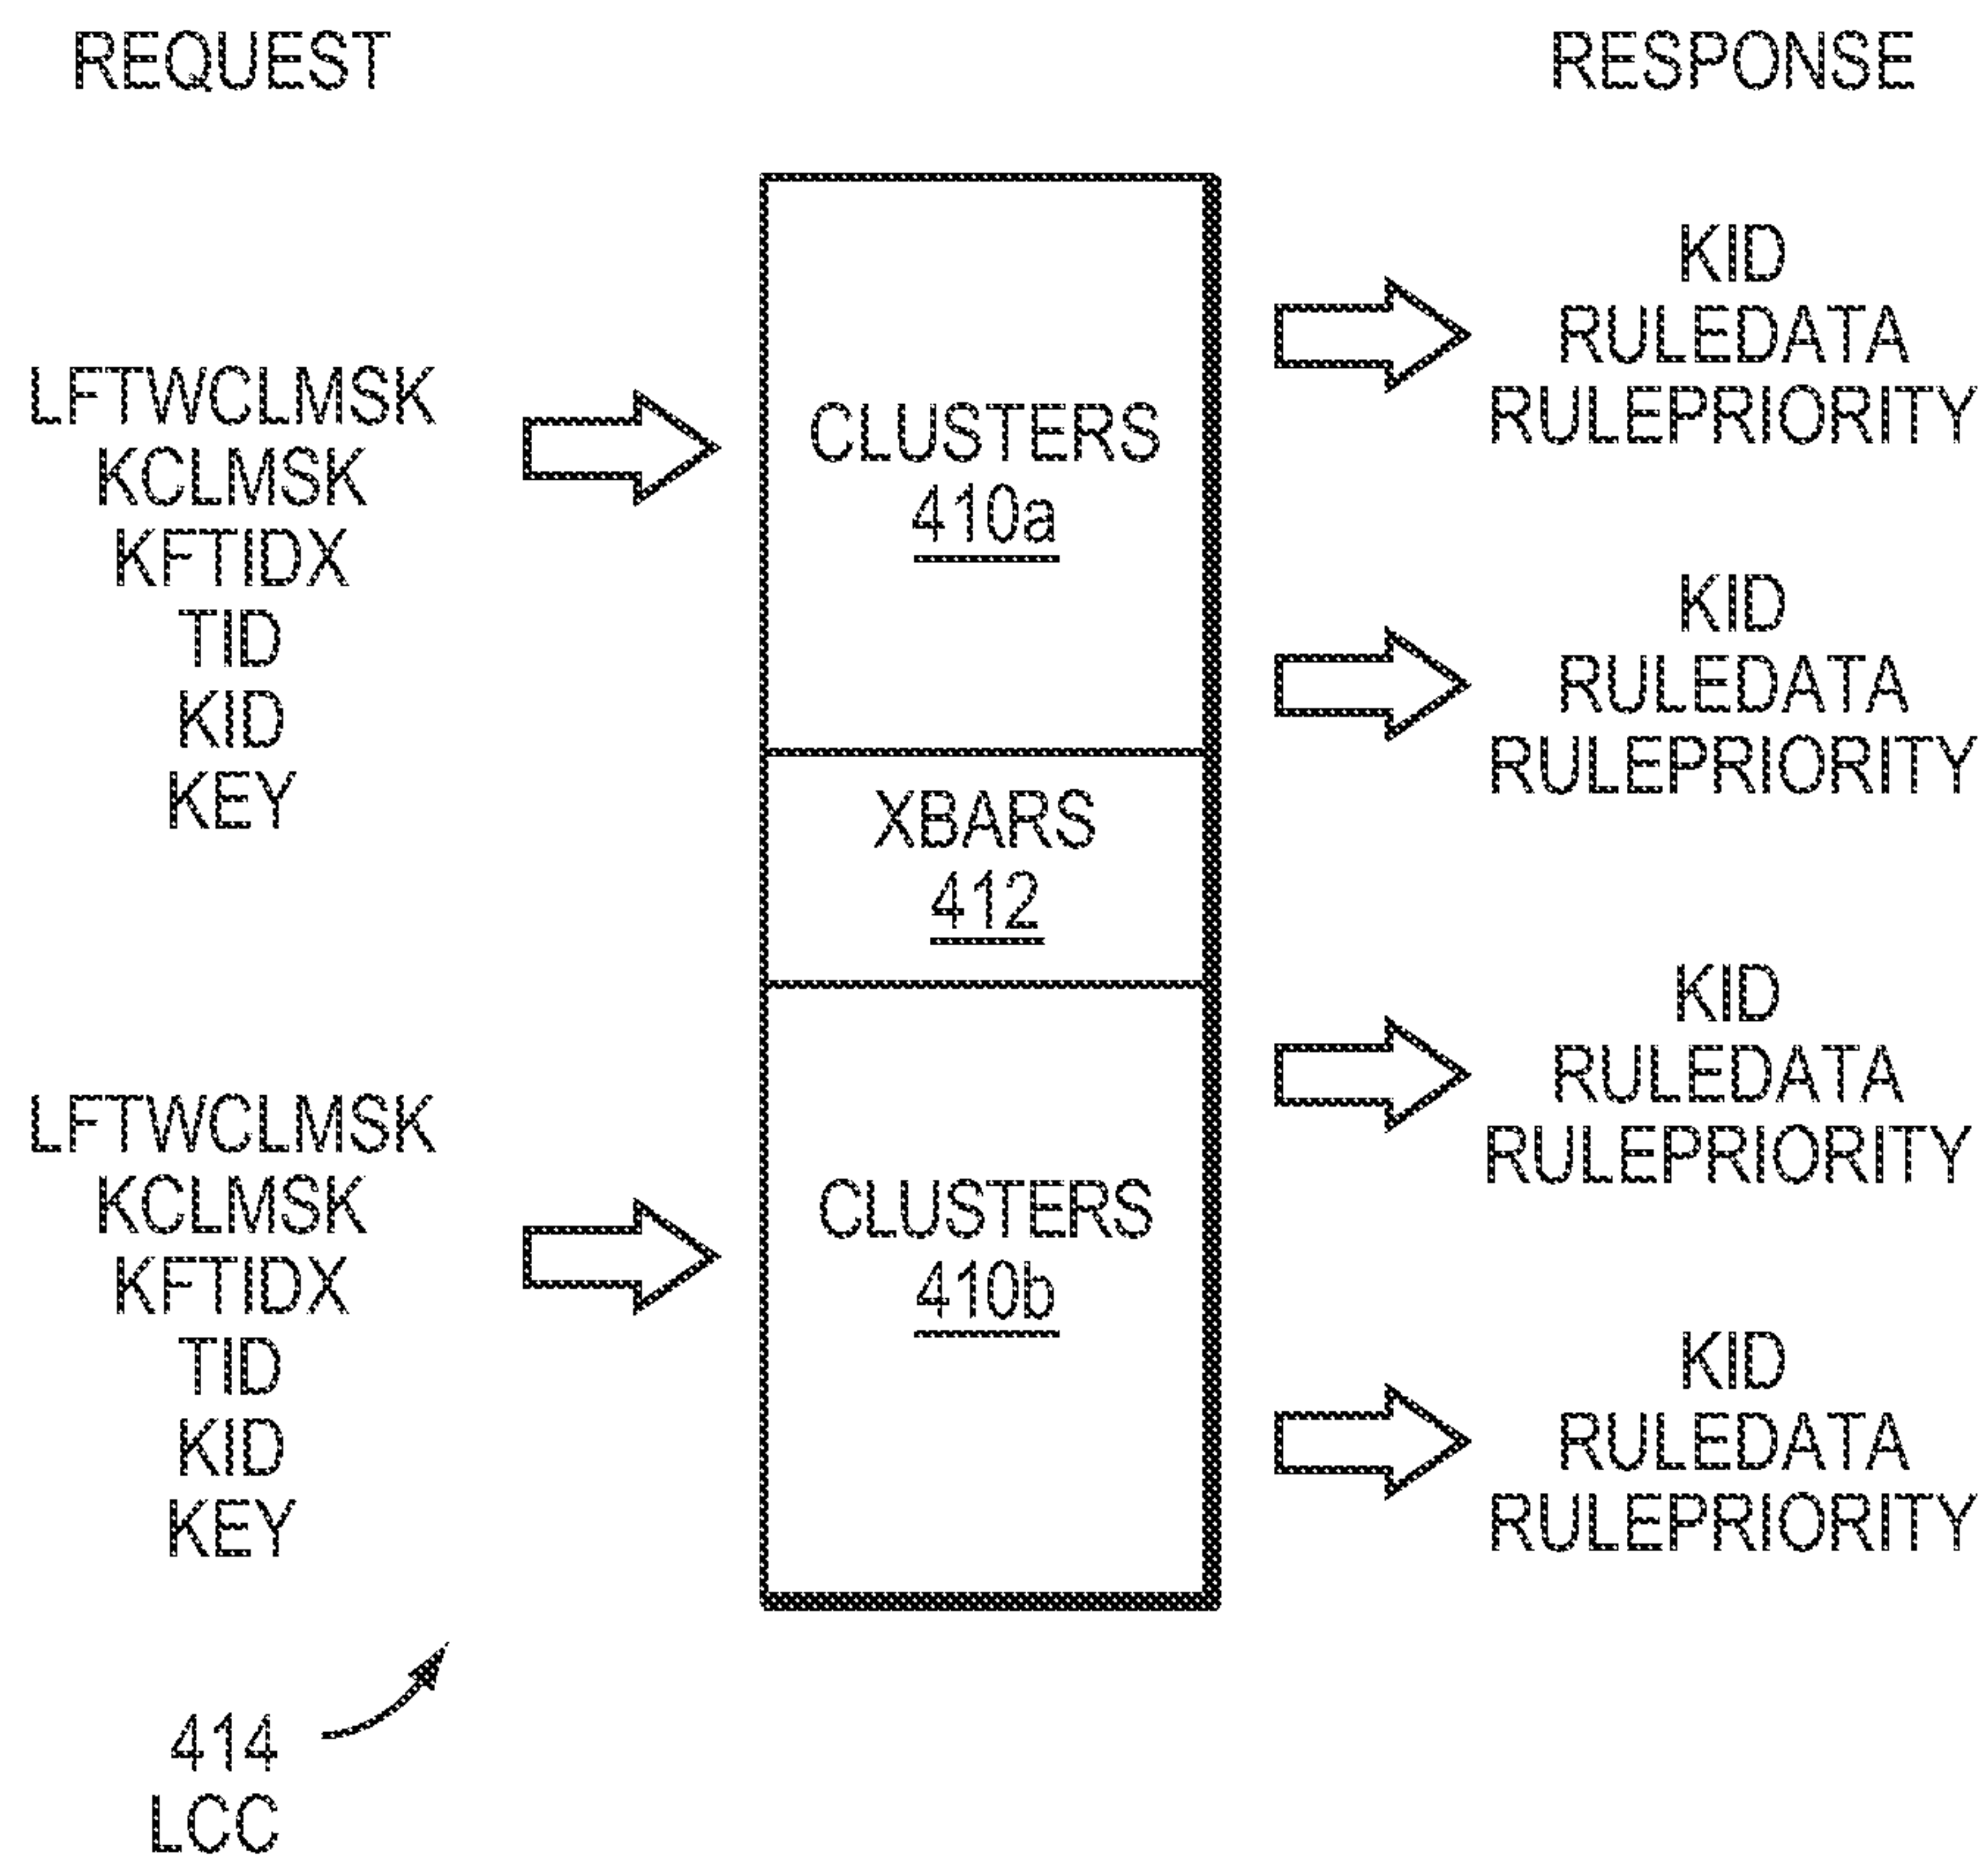 REQUEST
RESPONSE
LFTWCLMSK
KCLMSK
KFTIDX
TID
KID
KEY
LFTWCLMSK
KCLMSK
KFTIDX
TID
KID
KEY
414
LCC
CLUSTERS
410a
XBARS
412
CLUSTERS
410b
KID
RULEDATA
RULEPRIORITY
KID
RULEDATA
RULEPRIORITY
KID
RULEDATA
RULEPRIORITY
KID
RULEDATA
RULEPRIORITY